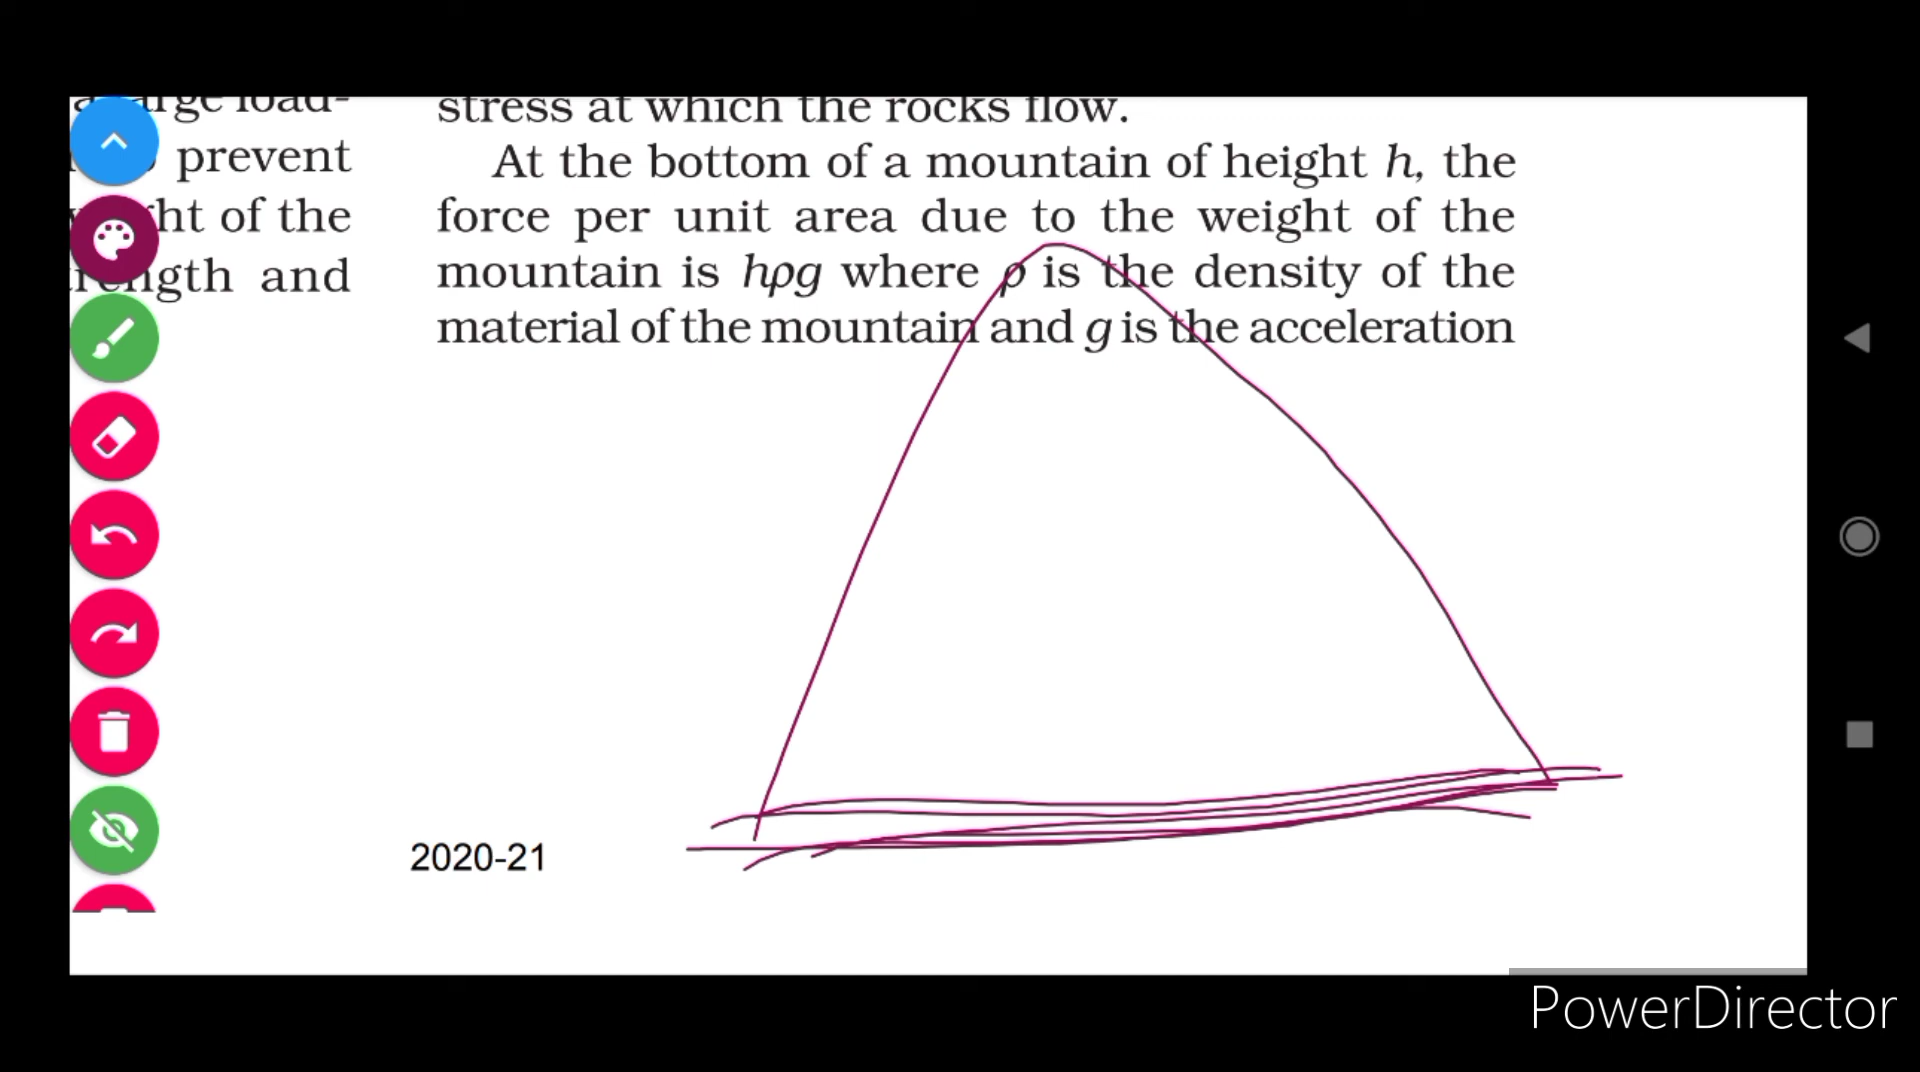 prevent
ht of the
and
stress at which the rocks flow.
At the bottom of a mountain of height h, the
force per unit area due to the weight of the
mountain is hρg where ρ is the density of the
material of the mountain and g is the acceleration
2020-21
PowerDirector